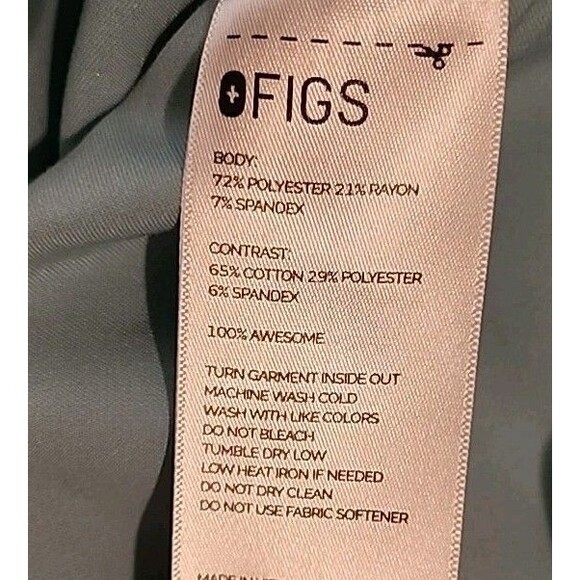 FIGS
BODY:
72% POLYESTER 21% RAYON
7% SPANDEX
CONTRAST:
65% COTTON 29% POLYESTER
6% SPANDEX
100% AWESOME
TURN GARMENT INSIDE OUT
MACHINE WASH COLD
WASH WITH LIKE COLORS
DO NOT BLEACH
TUMBLE DRY LOW
LOW HEAT IRON IF NEEDED
DO NOT DRY CLEAN
DO NOT USE FABRIC SOFTENER
MADE IN